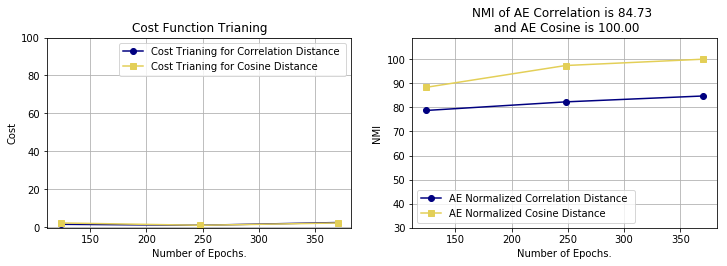 Cost Function Trianing
100
80
60
40
20
0
Cost
Cost Trianing for Correlation Distance
Cost Trianing for Cosine Distance
150 200 250 300 350
Number of Epochs.
NMI of AE Correlation is 84.73
and AE Cosine is 100.00
100
90
80
70
60
50
40
30
NMI
AE Normalized Correlation Distance
AE Normalized Cosine Distance
150 200 250 300 350
Number of Epochs.